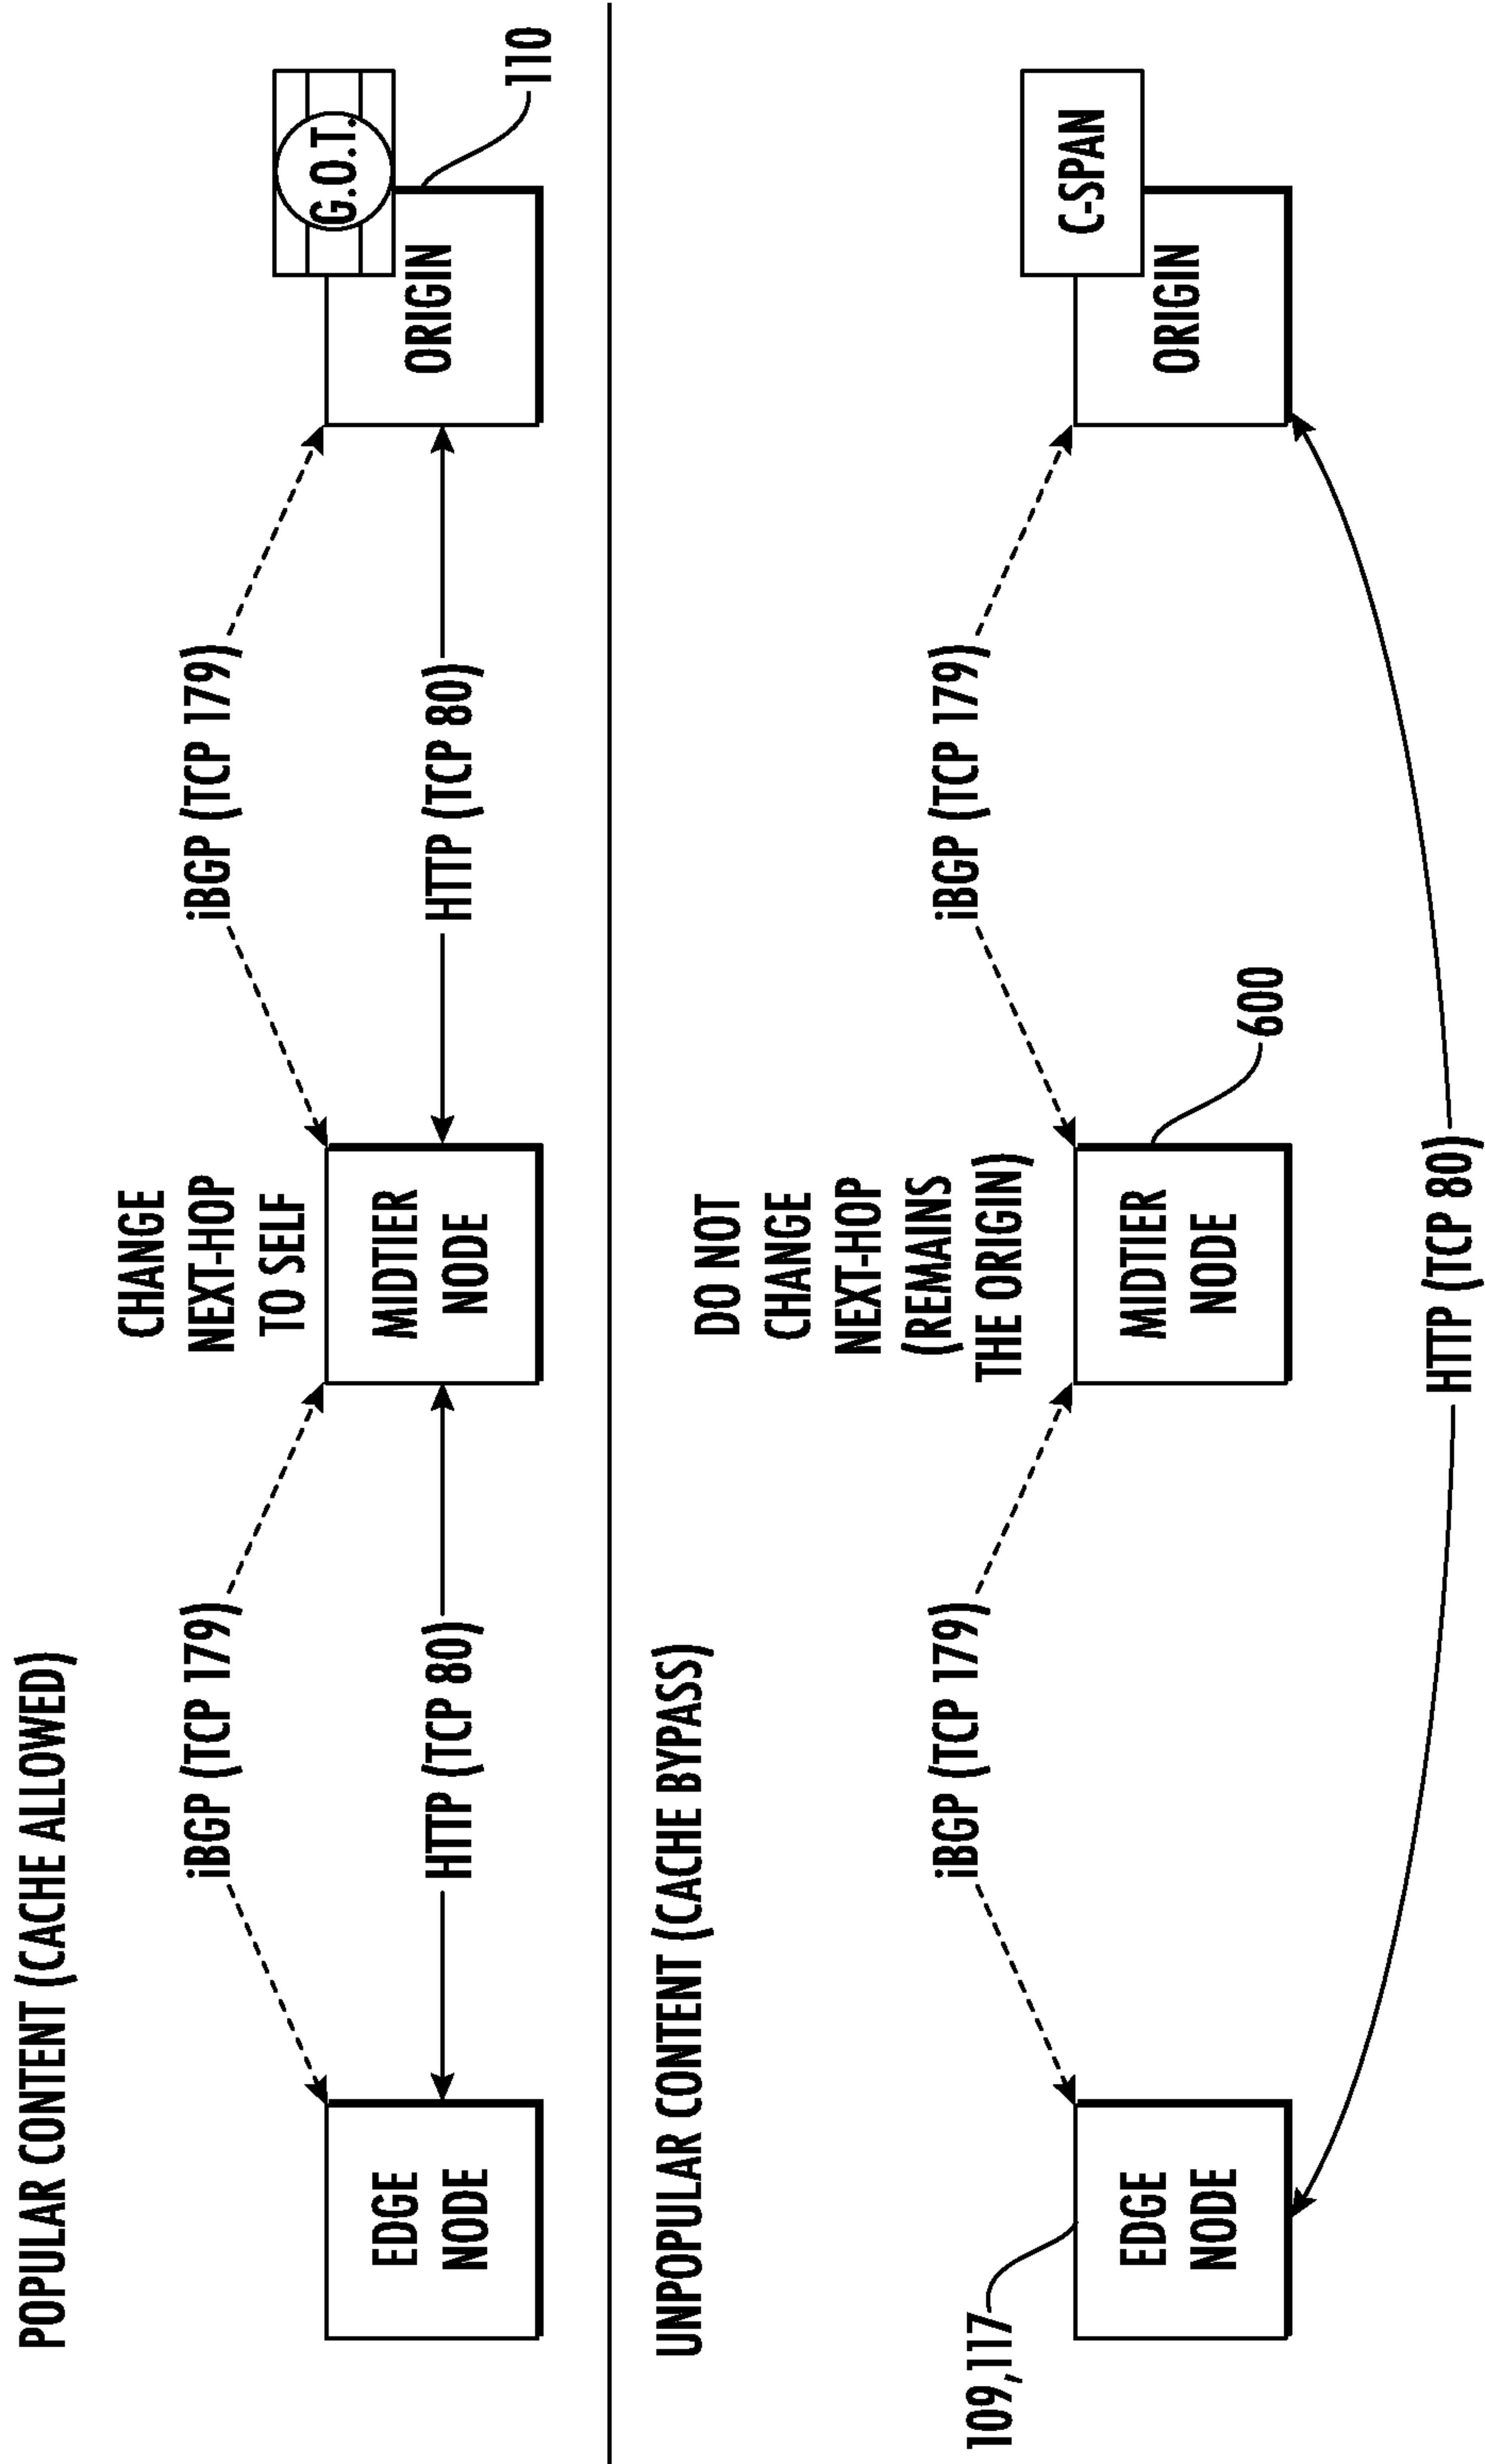 POPULAR CONTENT (CACHE ALLOWED)
CHANGE
NEXT-HOP
TO SELF
iBGP (TCP 179)
iBGP (TCP 179)
G.O.T.
EDGE
NODE
HTTP (TCP 80)
MIDTIER
NODE
HTTP (TCP 80)
ORIGIN
110
UNPOPULAR CONTENT (CACHE BYPASS)
DO NOT
CHANGE
NEXT-HOP
(REMAINS
THE ORIGIN)
iBGP (TCP 179)
iBGP (TCP 179)
C-SPAN
109,117
EDGE
NODE
MIDTIER
NODE
600
ORIGIN
HTTP (TCP 80)